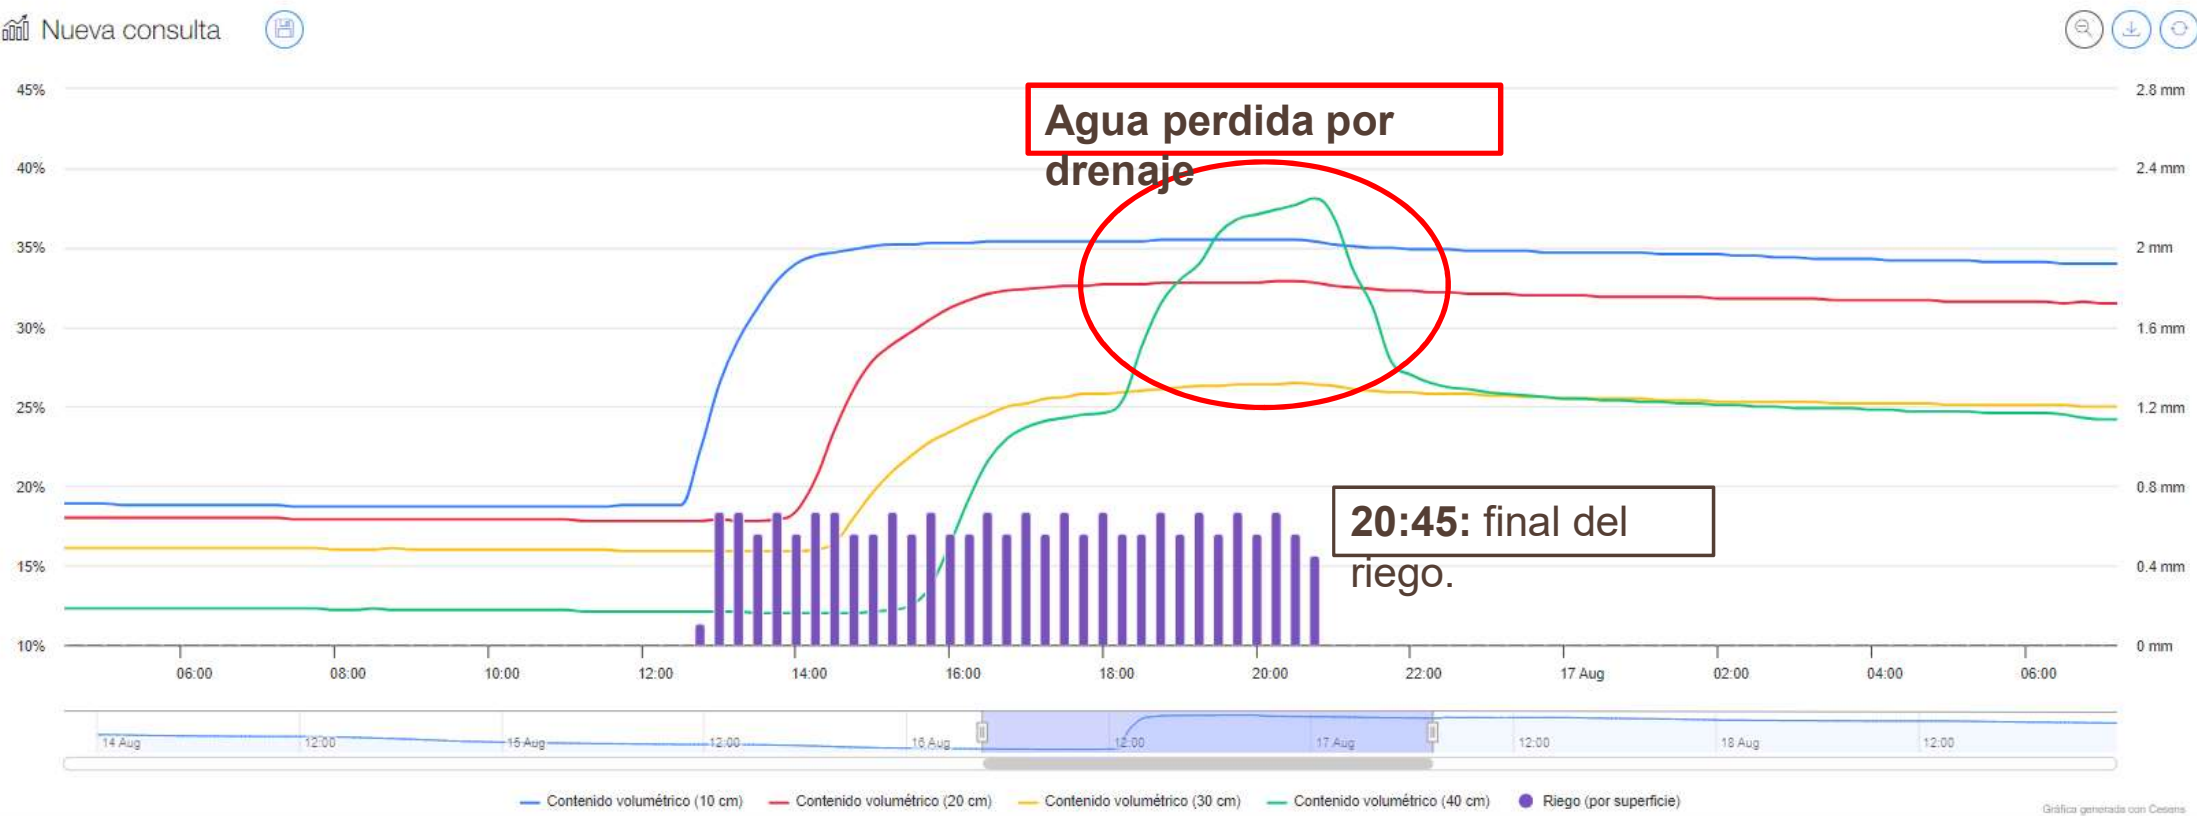 Nueva consulta
45%
40%
35%
30%
25%
20%
15%
10%
2.8 mm
2.4 mm
2 mm
1.6 mm
1.2 mm
0.8 mm
0.4 mm
0 mm
Agua perdida por
drenaje
20:45: final del
riego.
06:00 08:00 10:00 12:00 14:00 16:00 18:00 20:00 22:00 17 Aug 02:00 04:00 06:00
14 Aug 12:00 15 Aug 12:00 16 Aug 12:00 17 Aug 12:00 18 Aug 12:00
Contenido volumétrico (10 cm) Contenido volumétrico (20 cm) Contenido volumétrico (30 cm) Contenido volumétrico (40 cm) Riego (por superficie)
Gráfica generada con Cesens